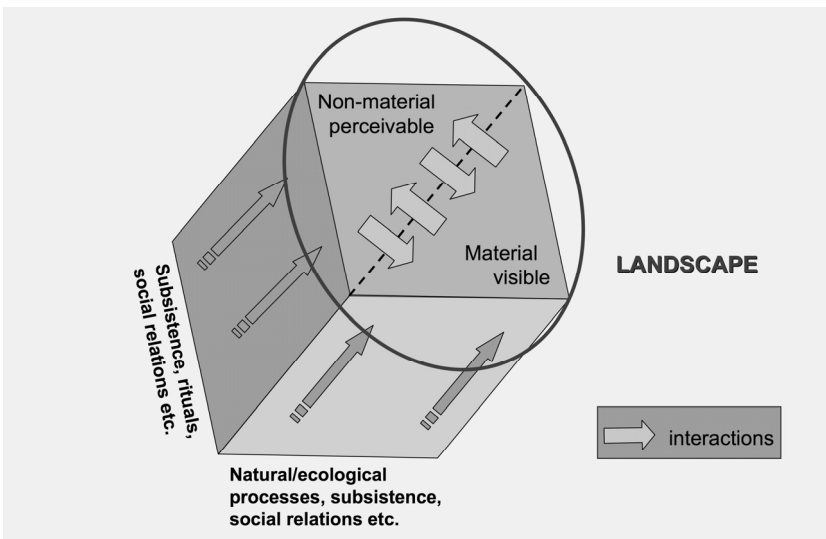 Non-material
perceivable
Material
visible
LANDSCAPE
Subsistence, rituals,
social relations etc.
interactions
Natural/ecological
processes, subsistence,
social relations etc.